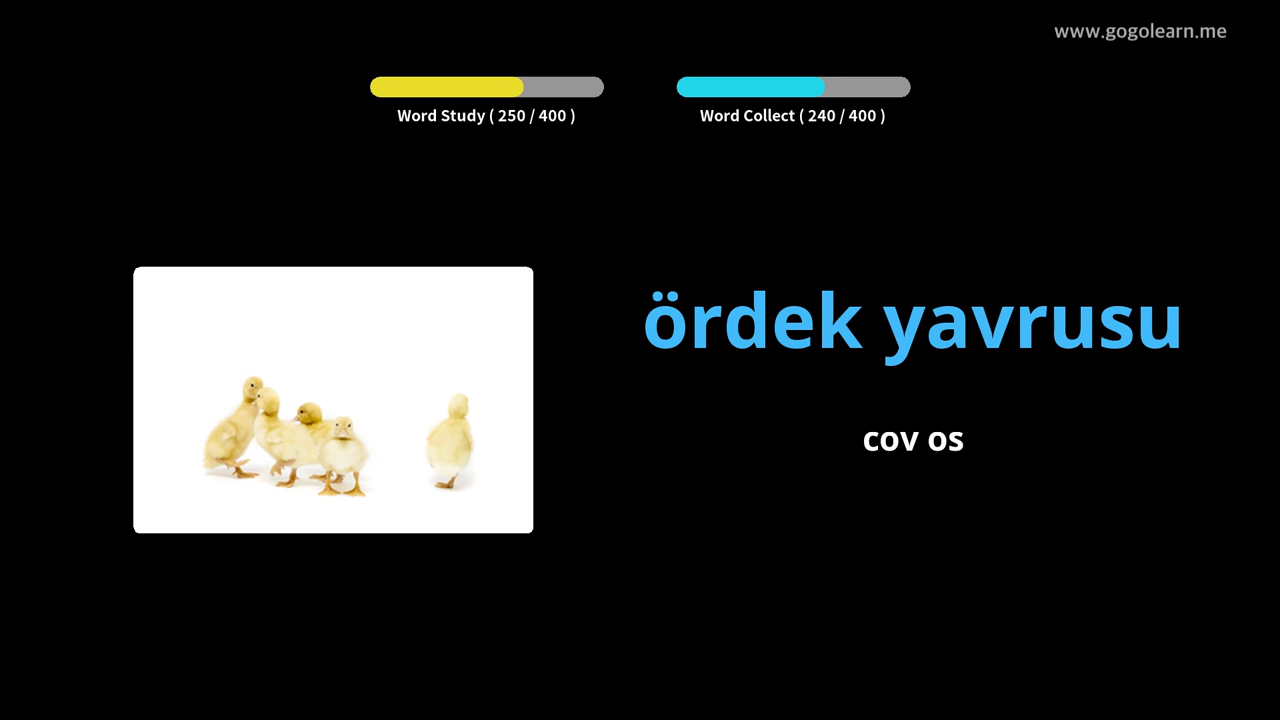 www.gogolearn.me
Word Study ( 250 / 400 )
Word Collect ( 240 / 400 )
ördek yavrusu
cov os